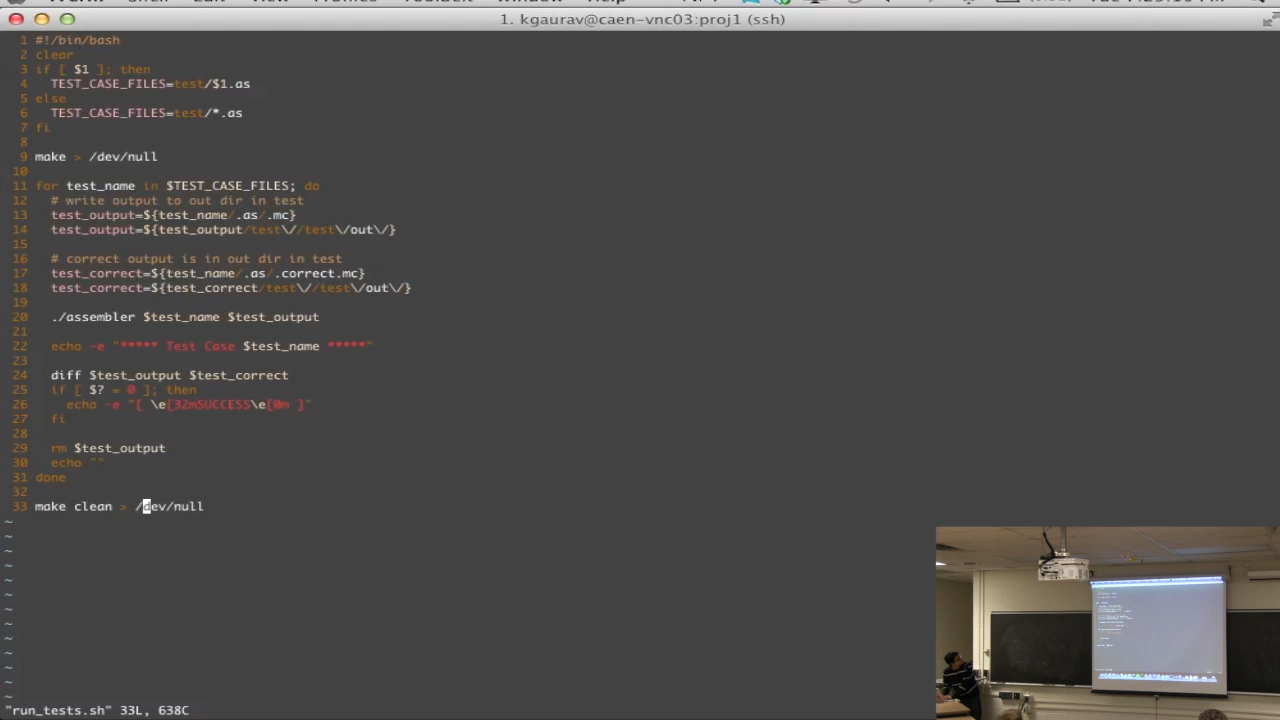 1. kgaurav@caen-vnc03:proj1 (ssh)
1 #!/bin/bash
2 clear
3 if [ $1 ]; then
4   TEST_CASE_FILES=test/$1.as
5 else
6   TEST_CASE_FILES=test/*.as
7 fi
8
9 make > /dev/null
10
11 for test_name in $TEST_CASE_FILES; do
12   # write output to out dir in test
13   test_output=${test_name/.as/.mc}
14   test_output=${test_output/test\//test\/out\/}
15
16   # correct output is in out dir in test
17   test_correct=${test_name/.as/.correct.mc}
18   test_correct=${test_correct/test\//test\/out\/}
19
20   ./assembler $test_name $test_output
21
22   echo -e "***** Test Case $test_name *****"
23
24   diff $test_output $test_correct
25   if [ $? = 0 ]; then
26     echo -e "[ \e[32mSUCCESS\e[0m ]"
27   fi
28
29   rm $test_output
30   echo ""
31 done
32
33 make clean > /dev/null
~
~
~
~
~
~
~
~
~
~
~
~
~
"run_tests.sh" 33L, 638C